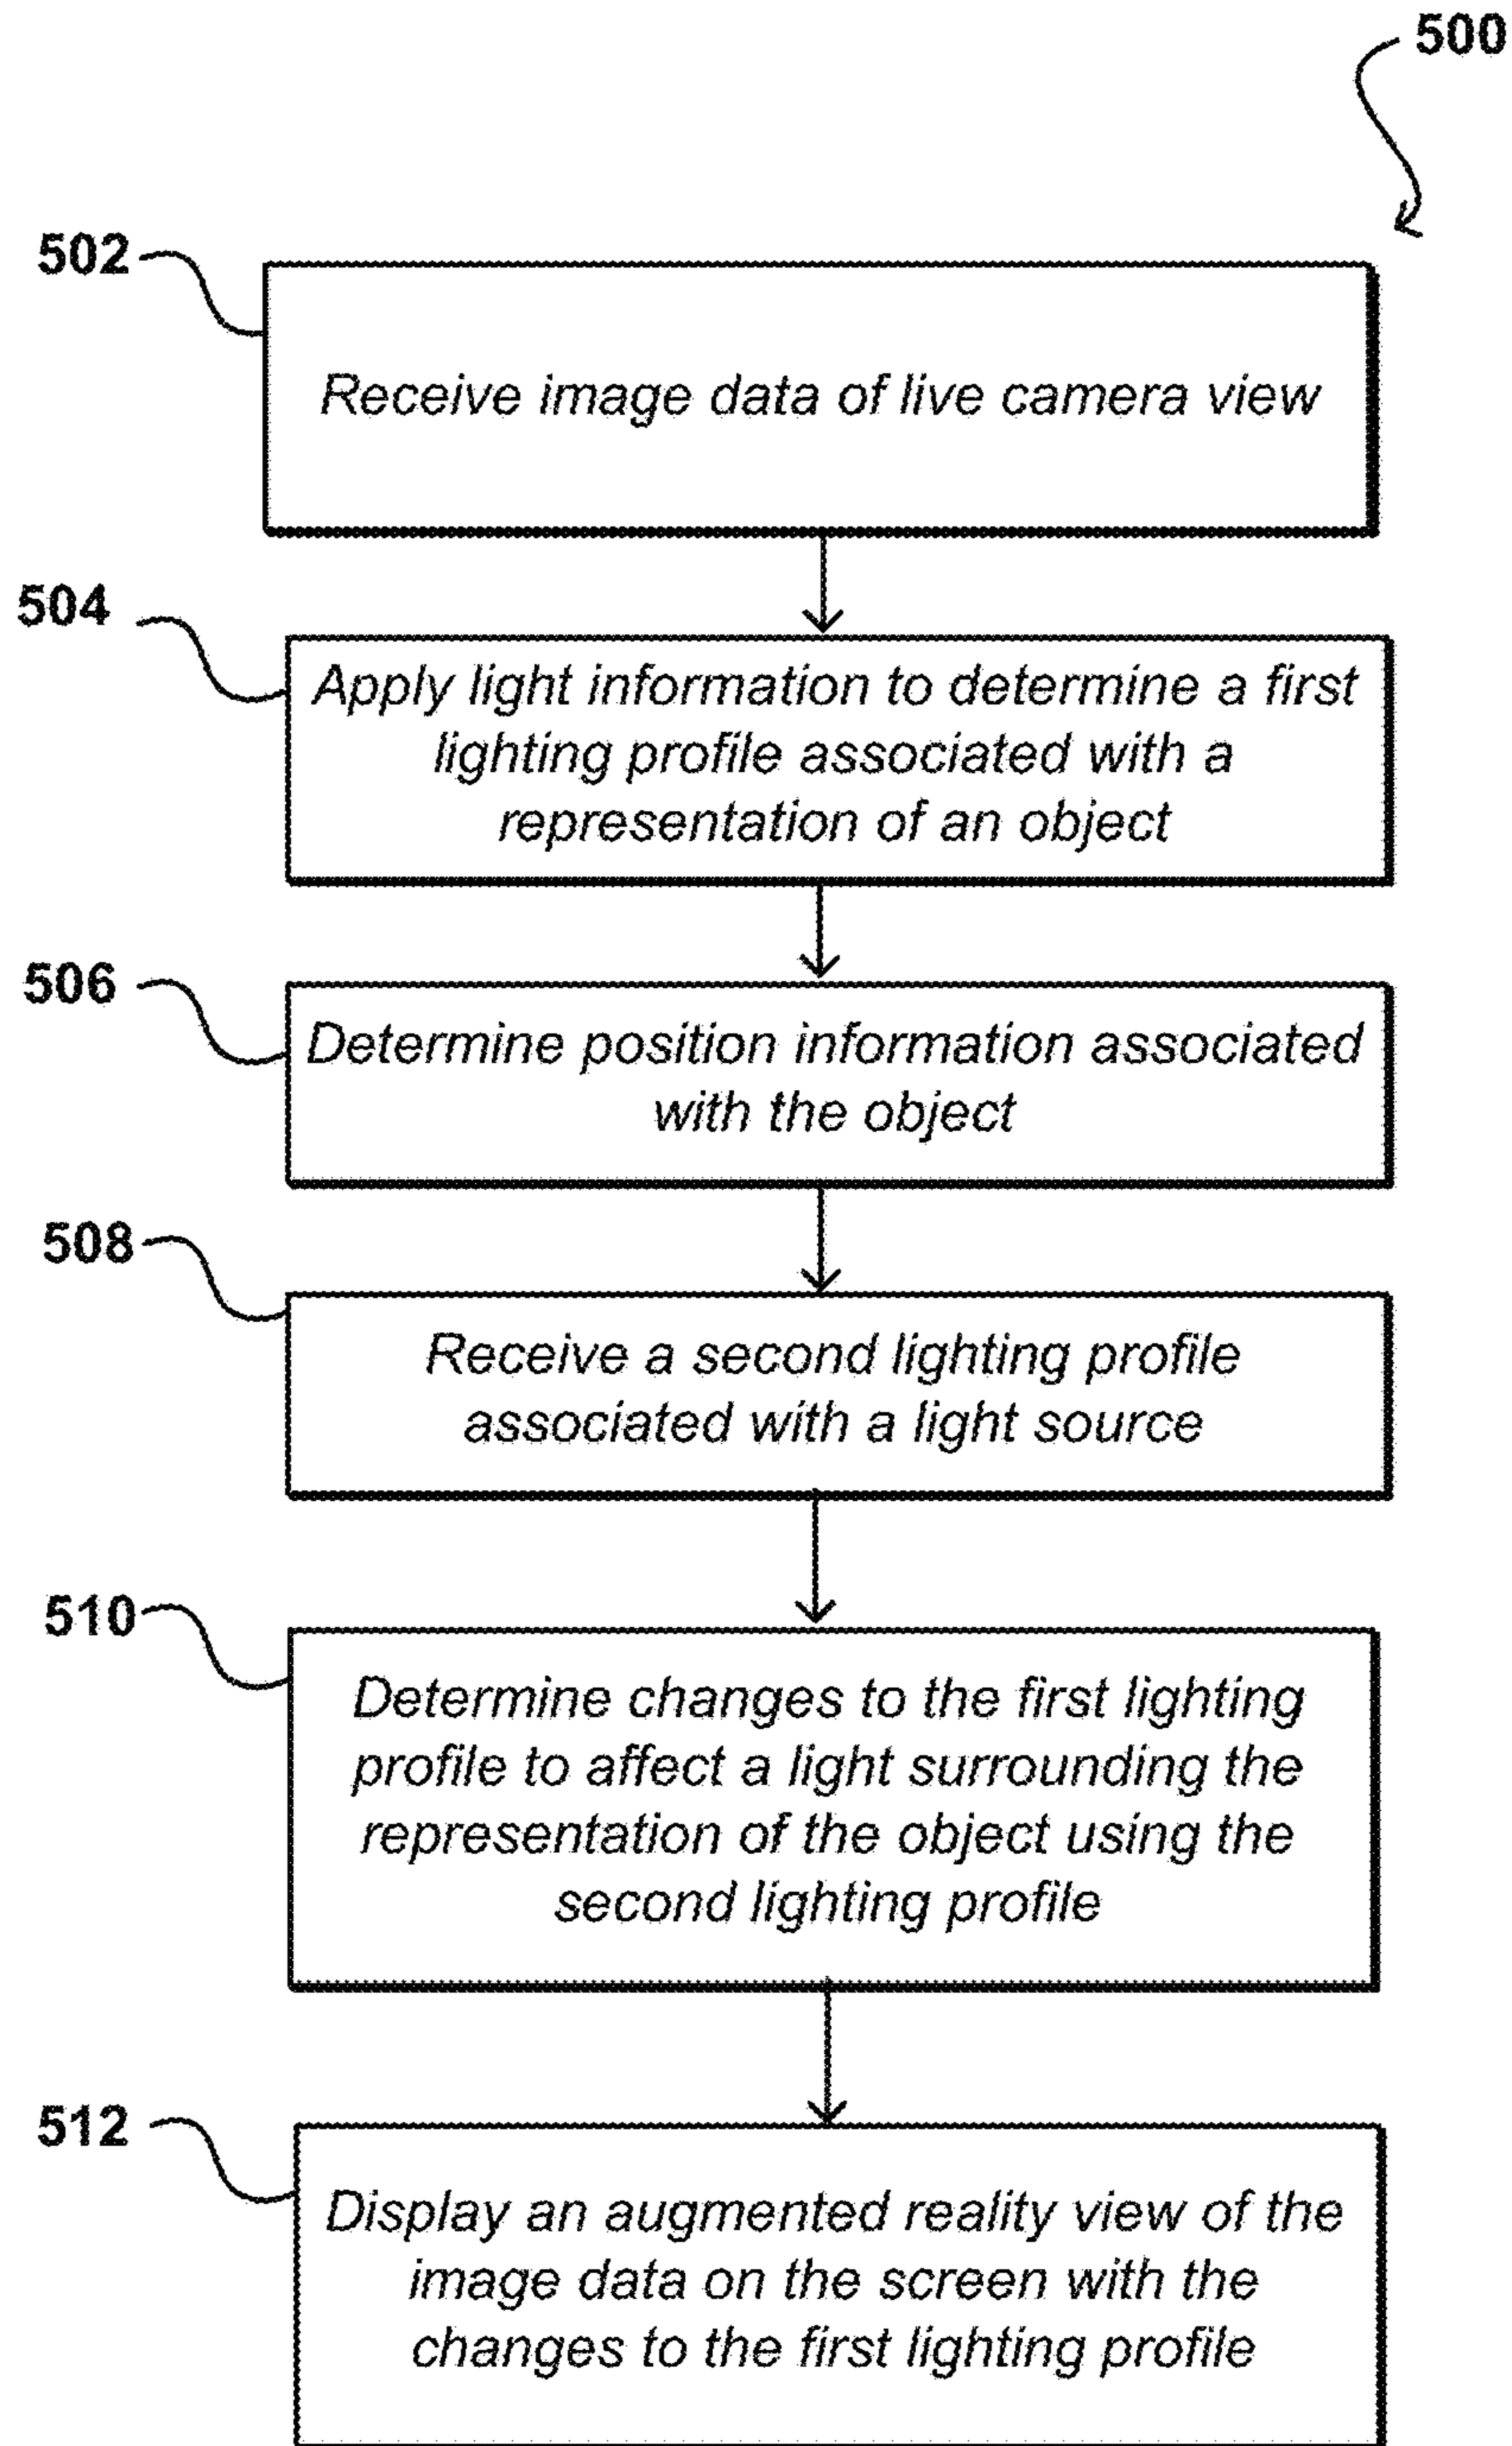 500
502
Receive image data of live camera view
504
Apply light information to determine a first
lighting profile associated with a
representation of an object
506
Determine position information associated
with the object
508
Receive a second lighting profile
associated with a light source
510
Determine changes to the first lighting
profile to affect a light surrounding the
representation of the object using the
second lighting profile
512
Display an augmented reality view of the
image data on the screen with the
changes to the first lighting profile